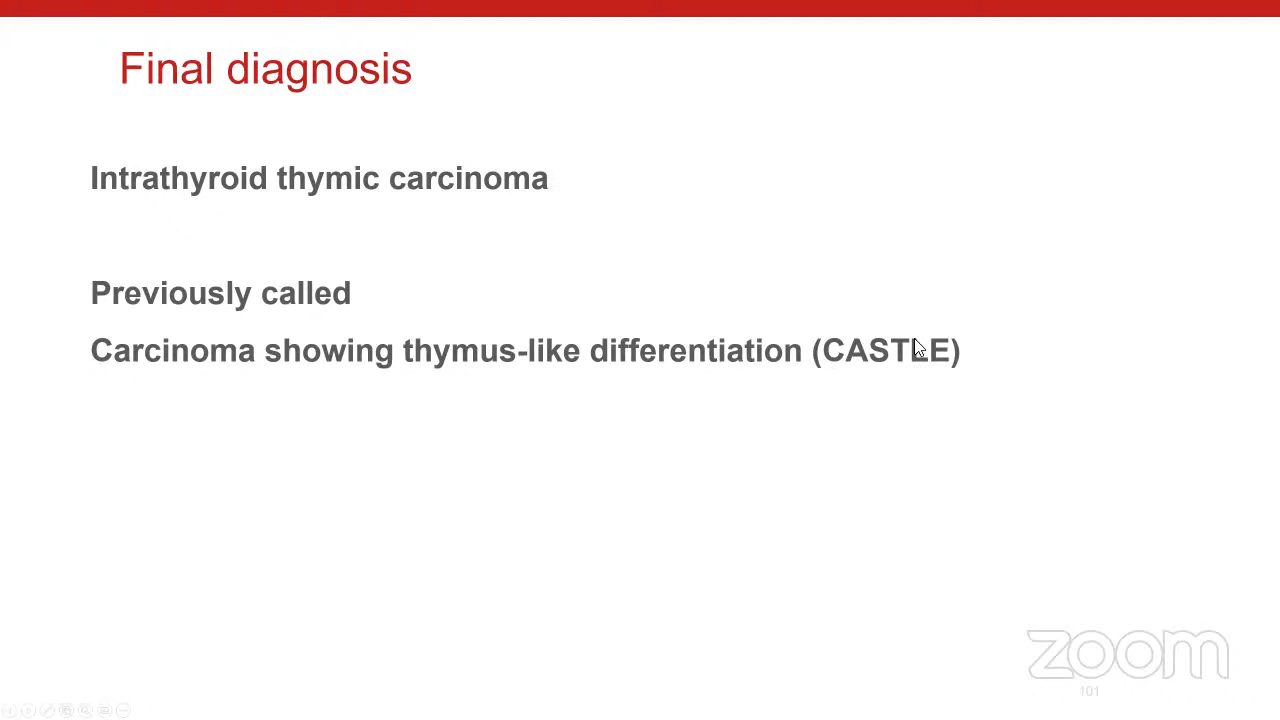 Final diagnosis
Intrathyroid thymic carcinoma
Previously called
Carcinoma showing thymus-like differentiation (CASTLE)
zoom
101